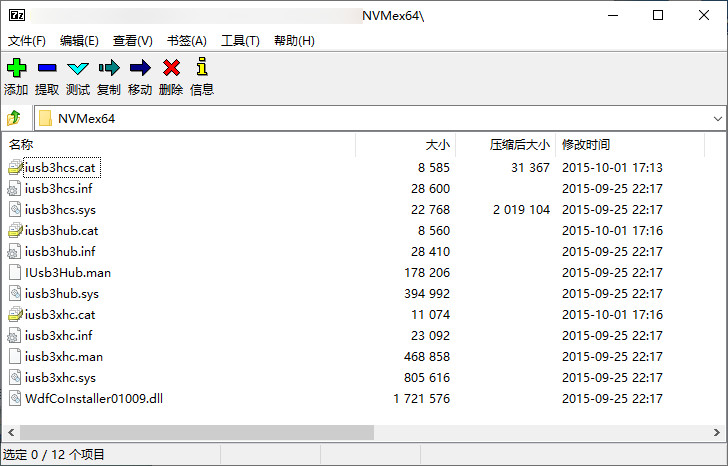 7z NVMex64\
文件(F) 编辑(E) 查看(V) 书签(A) 工具(T) 帮助(H)
添加 提取 测试 复制 移动 删除 信息
NVMex64
名称 大小 压缩后大小 修改时间
iusb3hcs.cat 8 585 31 367 2015-10-01 17:13
iusb3hcs.inf 28 600 2015-09-25 22:17
iusb3hcs.sys 22 768 2 019 104 2015-09-25 22:17
iusb3hub.cat 8 560 2015-10-01 17:16
iusb3hub.inf 28 410 2015-09-25 22:17
IUsb3Hub.man 178 206 2015-09-25 22:17
iusb3hub.sys 394 992 2015-09-25 22:17
iusb3xhc.cat 11 074 2015-10-01 17:16
iusb3xhc.inf 23 092 2015-09-25 22:17
iusb3xhc.man 468 858 2015-09-25 22:17
iusb3xhc.sys 805 616 2015-09-25 22:17
WdfCoInstaller01009.dll 1 721 576 2015-09-25 22:17
选定 0 / 12 个项目